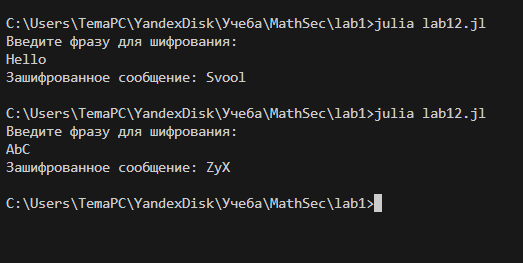 C:\Users\TemaPC\YandexDisk\Учеба\MathSec\lab1>julia lab12.jl
Введите фразу для шифрования:
Hello
Зашифрованное сообщение: Svool
C:\Users\TemaPC\YandexDisk\Учеба\MathSec\lab1>julia lab12.jl
Введите фразу для шифрования:
AbC
Зашифрованное сообщение: ZyX
C:\Users\TemaPC\YandexDisk\Учеба\MathSec\lab1>